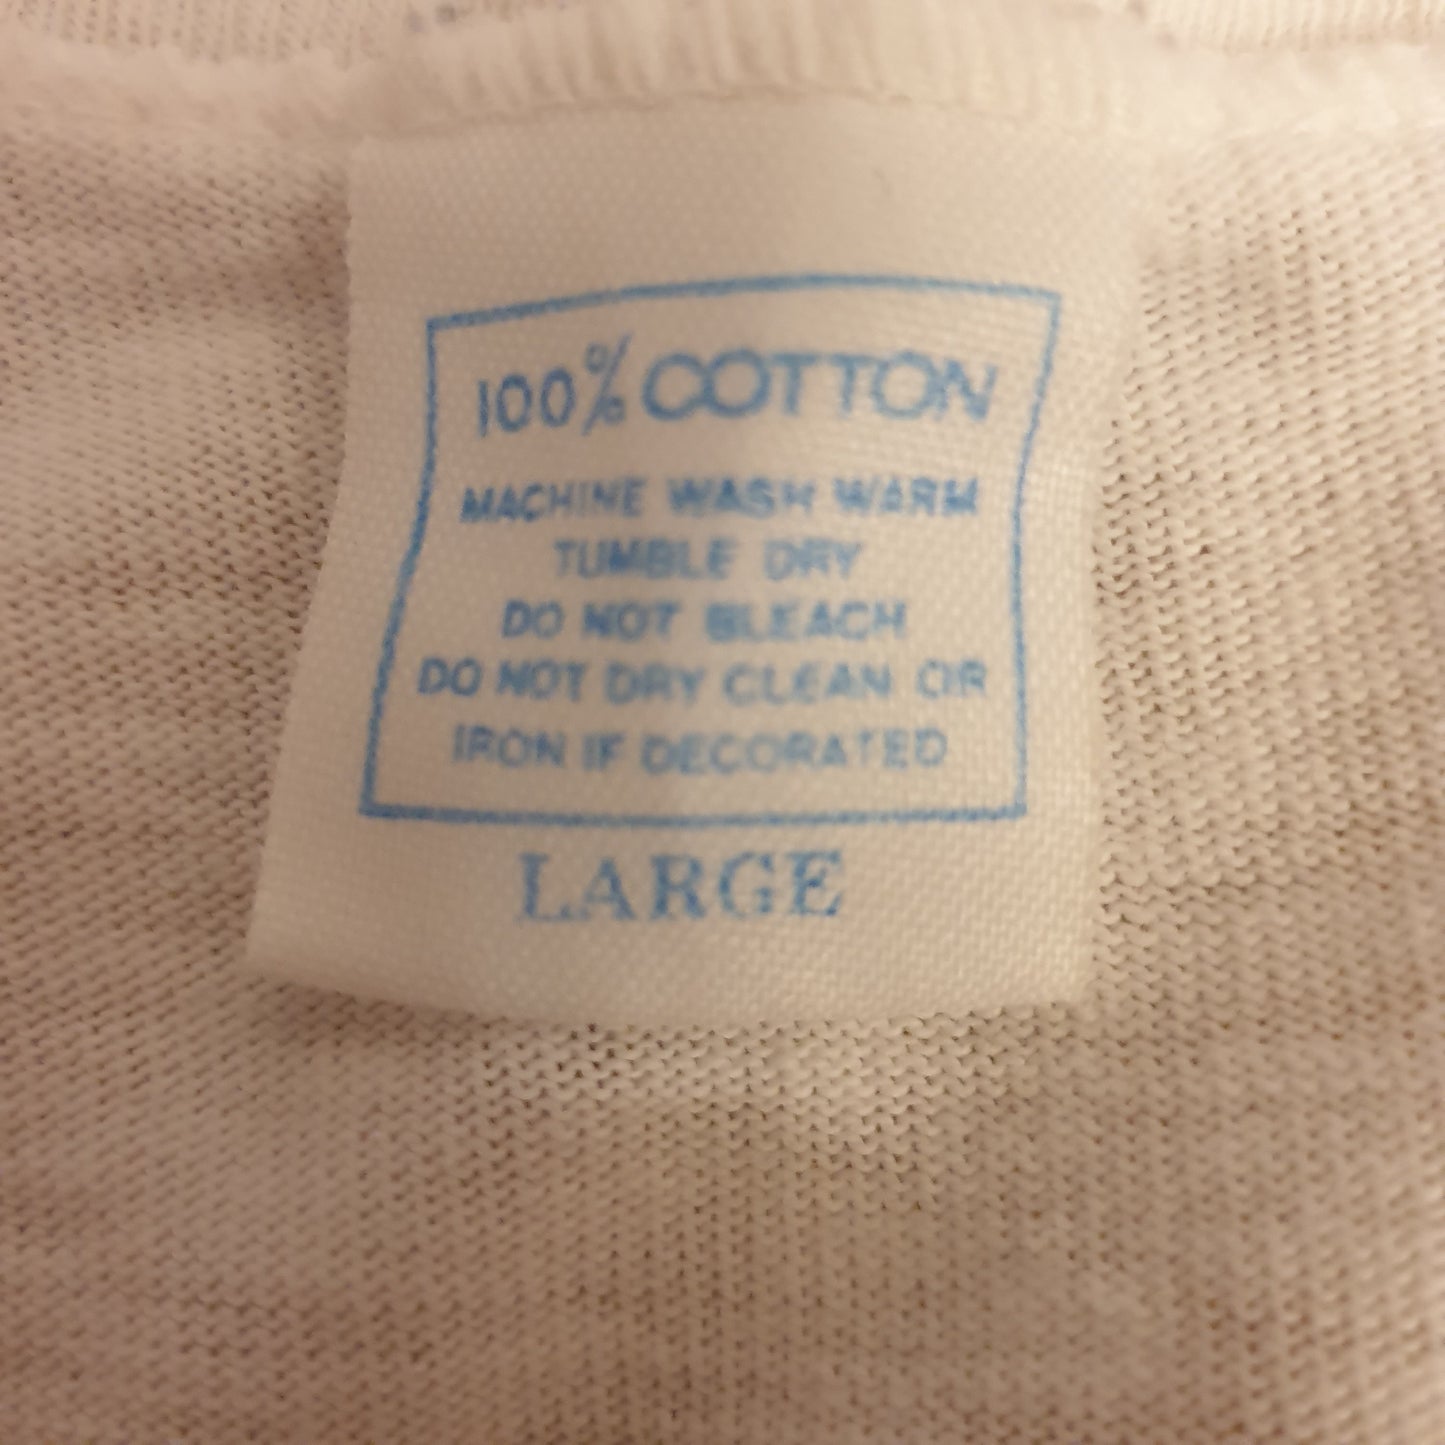 100% COTTON
MACHINE WASH WARM
TUMBLE DRY
DO NOT BLEACH
DO NOT DRY CLEAN OR
IRON IF DECORATED
LARGE